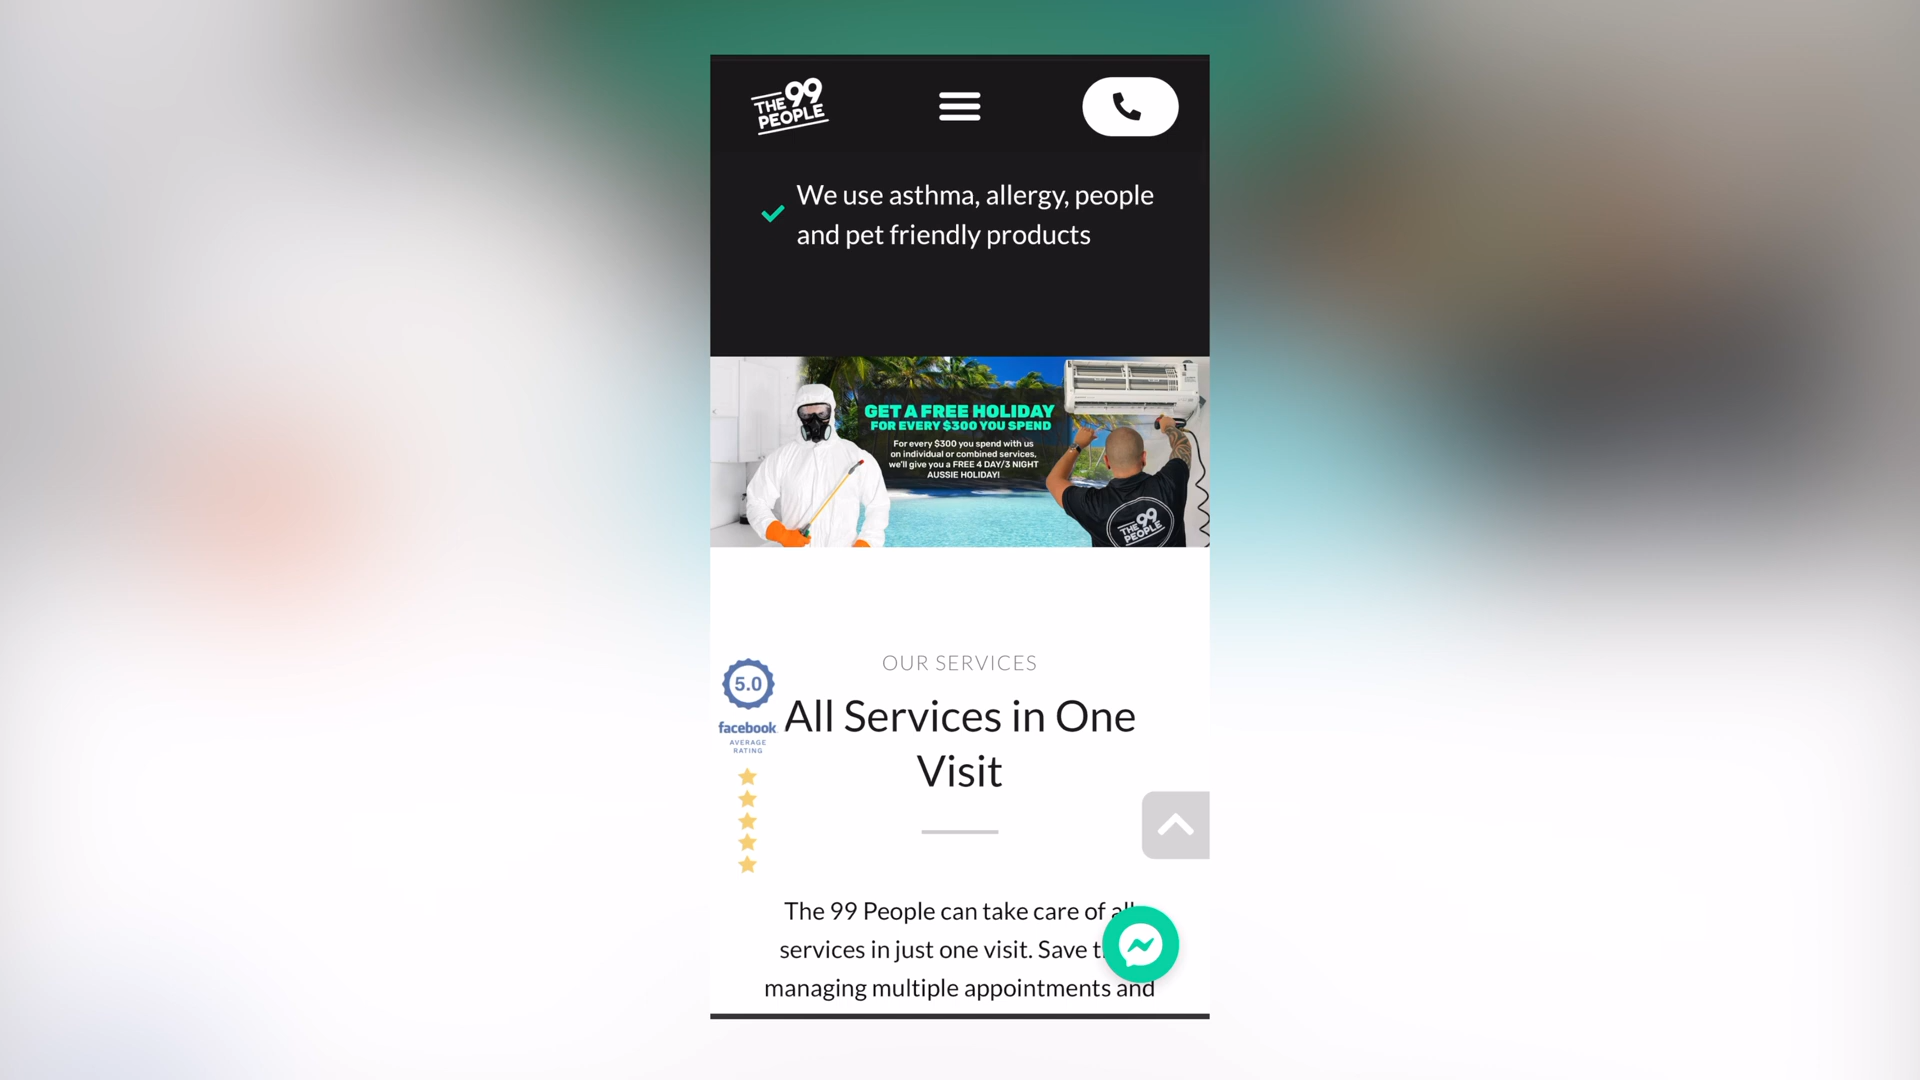 THE 99
PEOPLE
We use asthma, allergy, people
and pet friendly products
GET A FREE HOLIDAY
FOR EVERY $300 YOU SPEND
For every $300 you spend with us
on individual or combined services,
we'll give you a FREE 4 DAY/3 NIGHT
AUSSIE HOLIDAY!
THE 99
PEOPLE
OUR SERVICES
5.0
facebook
AVERAGE
RATING
All Services in One
Visit
The 99 People can take care of all
services in just one visit. Save
managing multiple appointments and